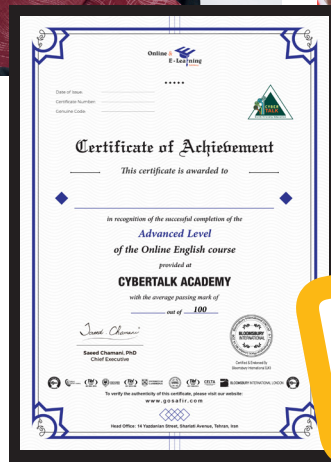 Online &
E-Learning
Date of Issue:
Certificate Number:
Genuine Code:
CYBER
TALK
Certificate of Achievement
This certificate is awarded to
in recognition of the successful completion of the
Advanced Level
of the Online English course
provided at
CYBERTALK ACADEMY
with the average passing mark of
out of 100
Saeed Chamani
Saeed Chamani, PhD
Chief Executive
BLOOMSBURY
INTERNATIONAL
Certified & Endorsed by
Bloomsbury International (UK)
CELTA
BLOOMSBURY INTERNATIONAL LONDON
To verify the authenticity of this certificate, please visit our website:
www.gosafir.com
Head Office: 14 Yazdanian Street, Shariati Avenue, Tehran, Iran